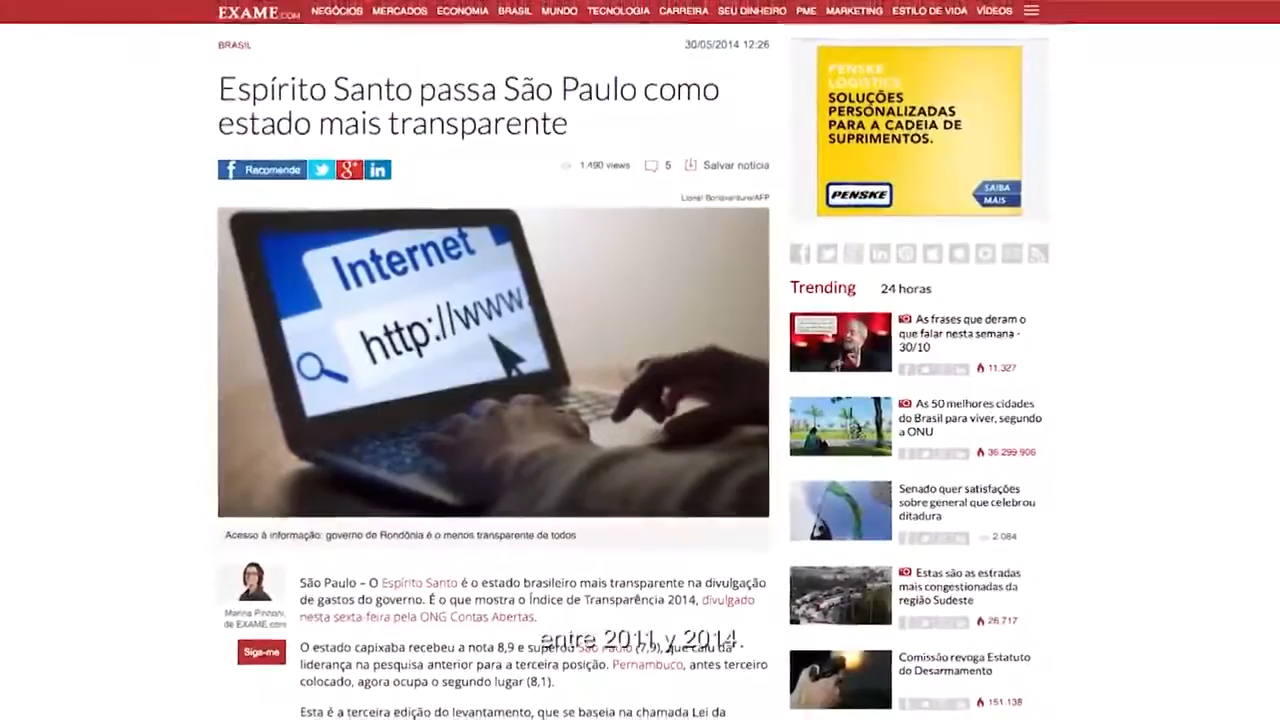 EXAME.COM NEGÓCIOS MERCADOS ECONOMIA BRASIL MUNDO TECNOLOGIA CARREIRA SEU DINHEIRO PME MARKETING ESTILO DE VIDA VÍDEOS
BRASIL
30/05/2014 12:26
Espírito Santo passa São Paulo como
estado mais transparente
Recomende
1.490 views
5
Salvar notícia
Lionel Bonaventure/AFP
Internet
http://www.
Acesso à informação: governo de Rondônia é o menos transparente de todos
Marina Pinhoni,
de EXAME.com
Siga-me
São Paulo – O Espírito Santo é o estado brasileiro mais transparente na divulgação
de gastos do governo. É o que mostra o Índice de Transparência 2014, divulgado
nesta sexta-feira pela ONG Contas Abertas.
entre 2011 y 2014.
O estado capixaba recebeu a nota 8,9 e superou São Paulo (7,9), que caiu da
liderança na pesquisa anterior para a terceira posição. Pernambuco, antes terceiro
colocado, agora ocupa o segundo lugar (8,1).
Esta é a terceira edição do levantamento, que se baseia na chamada Lei da
PENSKE
LOGISTICS
SOLUÇÕES
PERSONALIZADAS
PARA A CADEIA DE
SUPRIMENTOS.
PENSKE
SAIBA
MAIS
Trending
24 horas
As frases que deram o
que falar nesta semana -
30/10
11.327
As 50 melhores cidades
do Brasil para viver, segundo
a ONU
36.299.906
Senado quer satisfações
sobre general que celebrou
ditadura
2.084
Estas são as estradas
mais congestionadas da
região Sudeste
26.717
Comissão revoga Estatuto
do Desarmamento
151.138